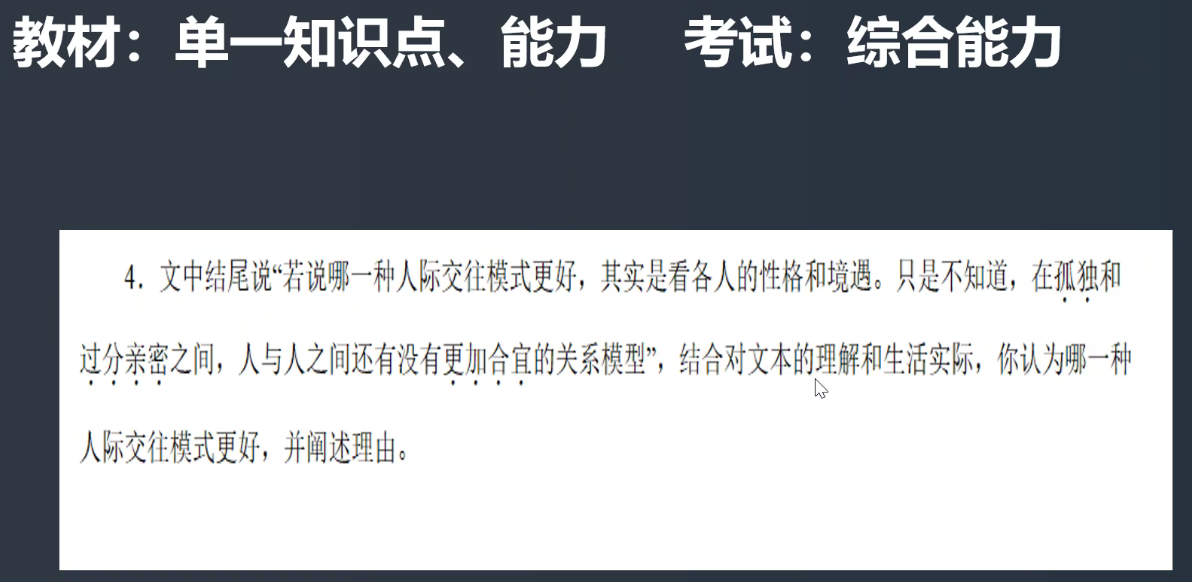 教材：单一知识点、能力 考试：综合能力
4．文中结尾说“若说哪一种人际交往模式更好，其实是看各人的性格和境遇。只是不知道，在孤独和
过分亲密之间，人与人之间还有没有更加合宜的关系模型”，结合对文本的理解和生活实际，你认为哪一种
人际交往模式更好，并阐述理由。